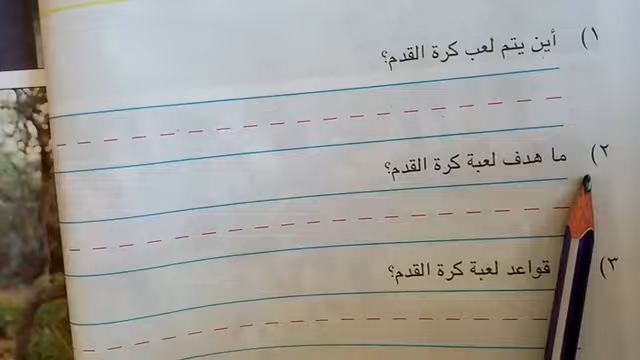 ١) أين يتم لعب كرة القدم؟
٢) ما هدف لعبة كرة القدم؟
٣) قواعد لعبة كرة القدم؟